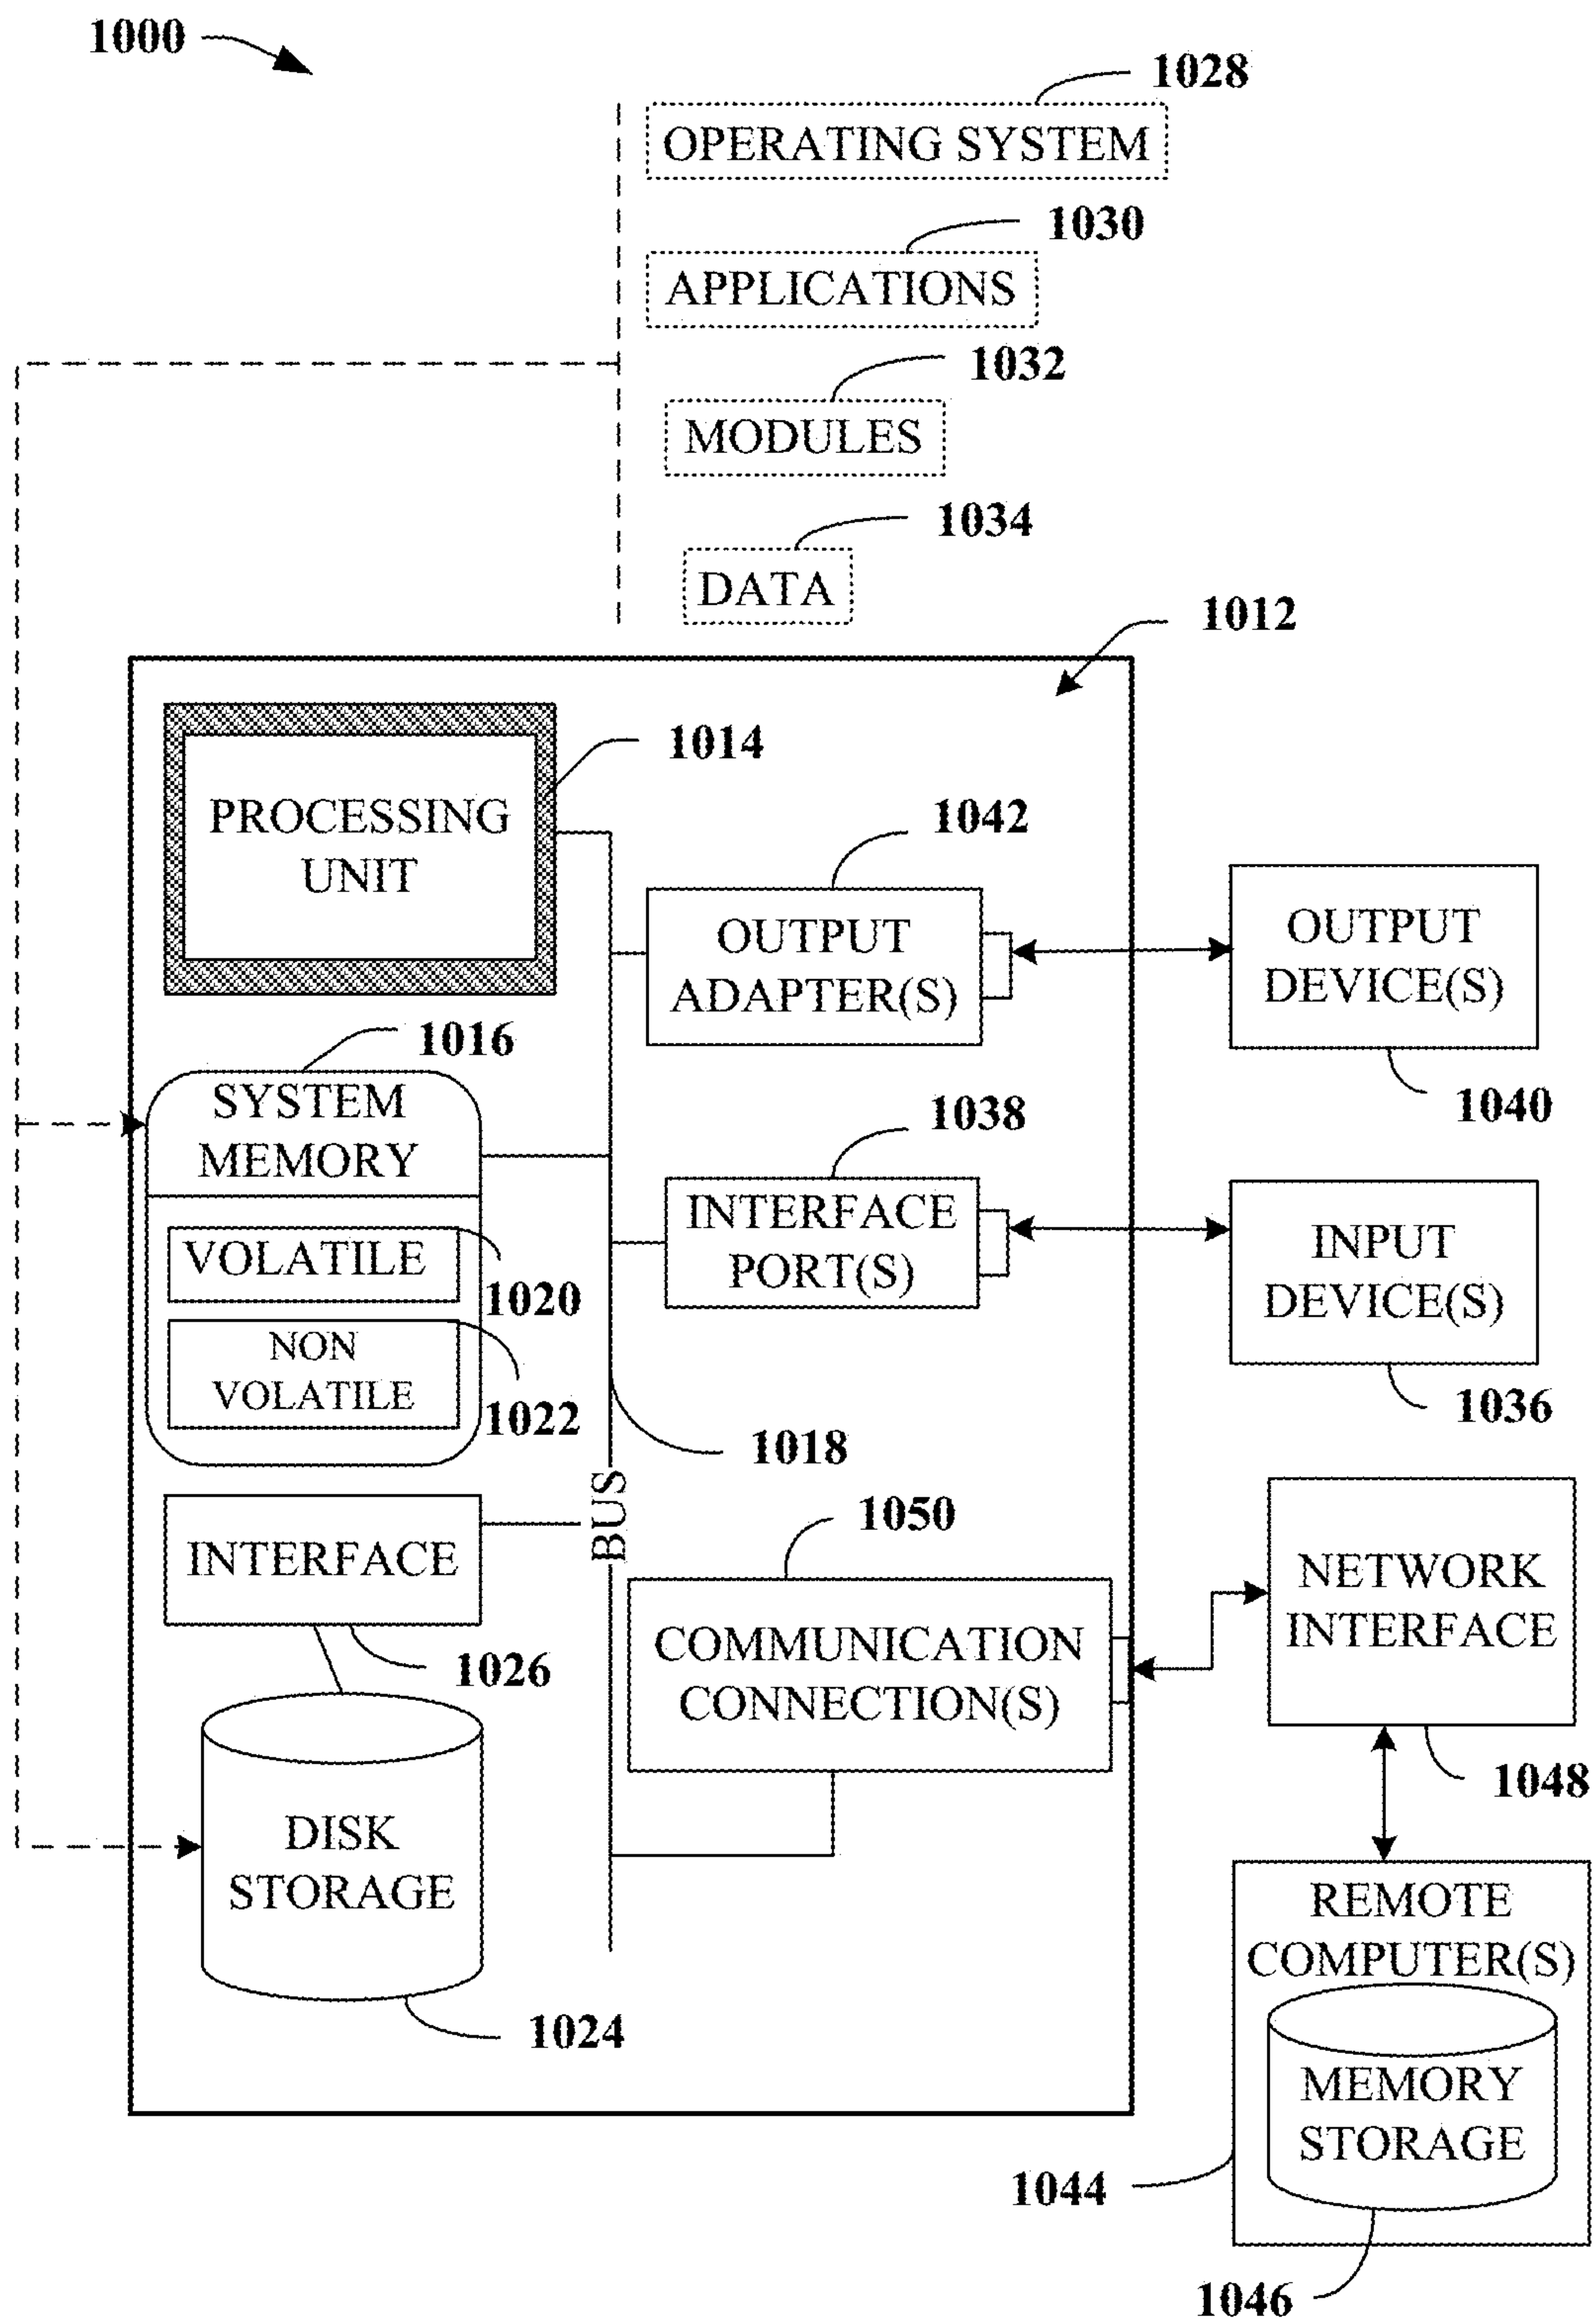 1000
1028
OPERATING SYSTEM
1030
APPLICATIONS
1032
MODULES
1034
DATA
1012
1014
PROCESSING
UNIT
1042
OUTPUT
ADAPTER(S)
OUTPUT
DEVICE(S)
1040
1016
SYSTEM
MEMORY
VOLATILE
1020
NON
VOLATILE
1022
1038
INTERFACE
PORT(S)
INPUT
DEVICE(S)
1036
1018
BUS
INTERFACE
1026
1050
COMMUNICATION
CONNECTION(S)
NETWORK
INTERFACE
1048
DISK
STORAGE
1024
REMOTE
COMPUTER(S)
MEMORY
STORAGE
1044
1046